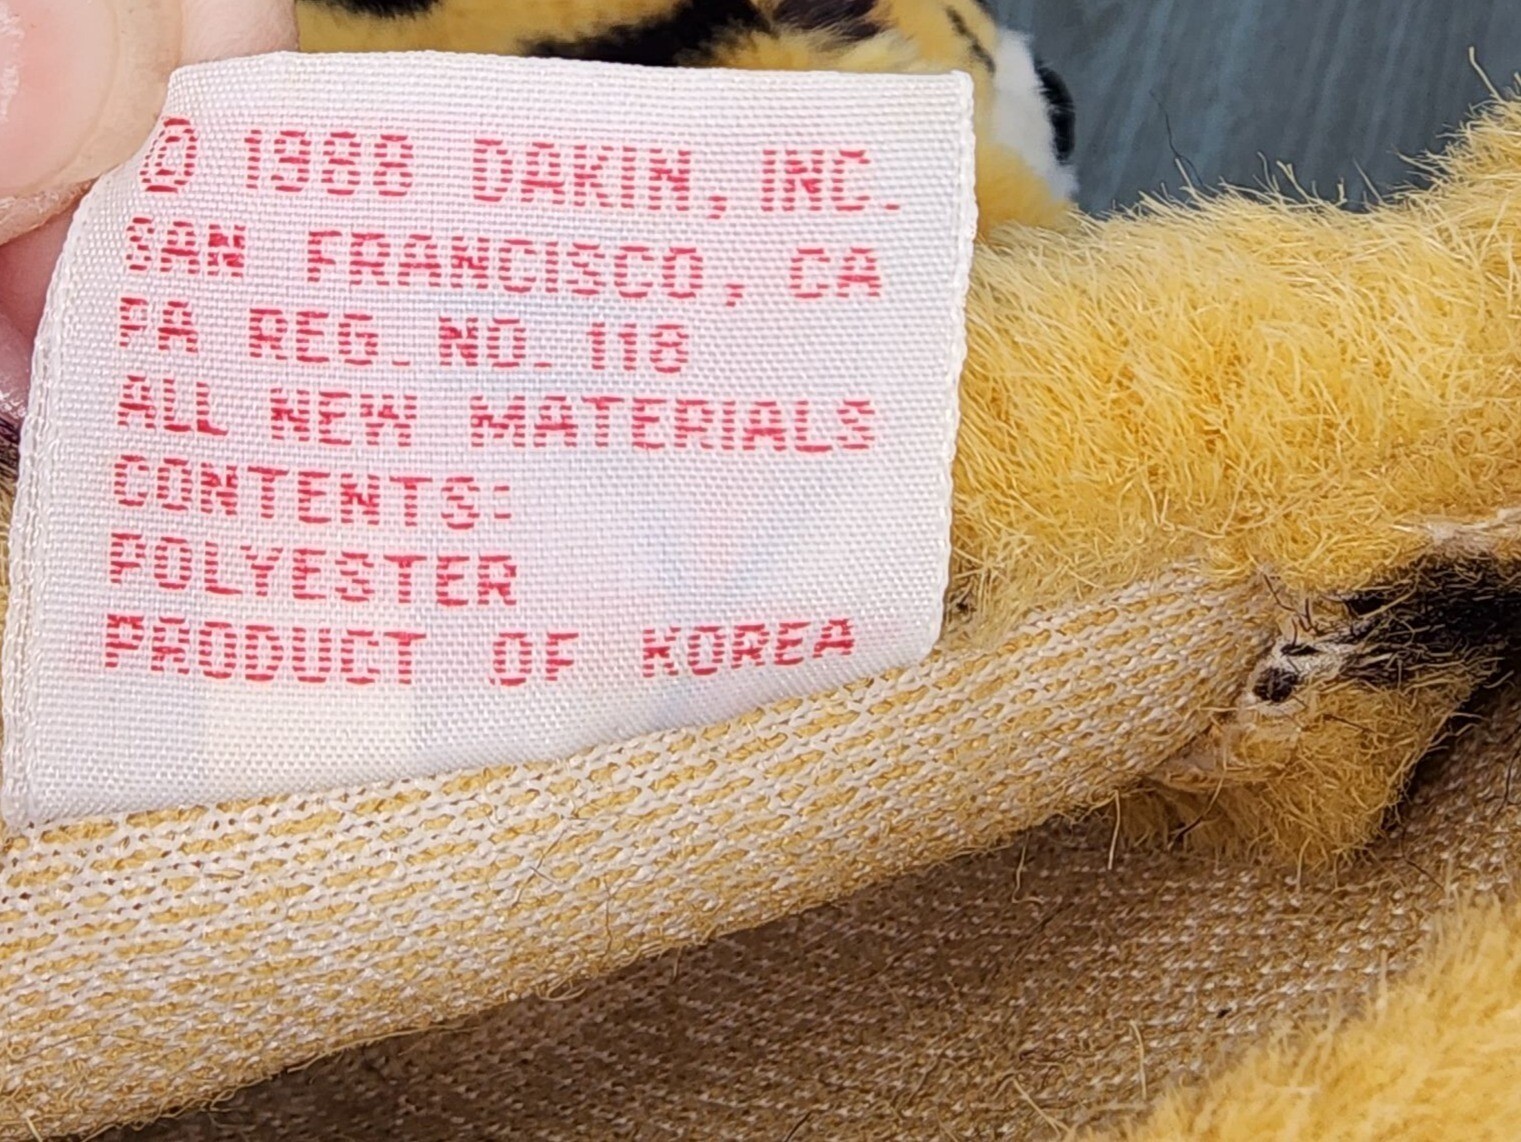 © 1988 DAKIN, INC.
SAN FRANCISCO, CA
PA REG. NO. 118
ALL NEW MATERIALS
CONTENTS:
POLYESTER
PRODUCT OF KOREA